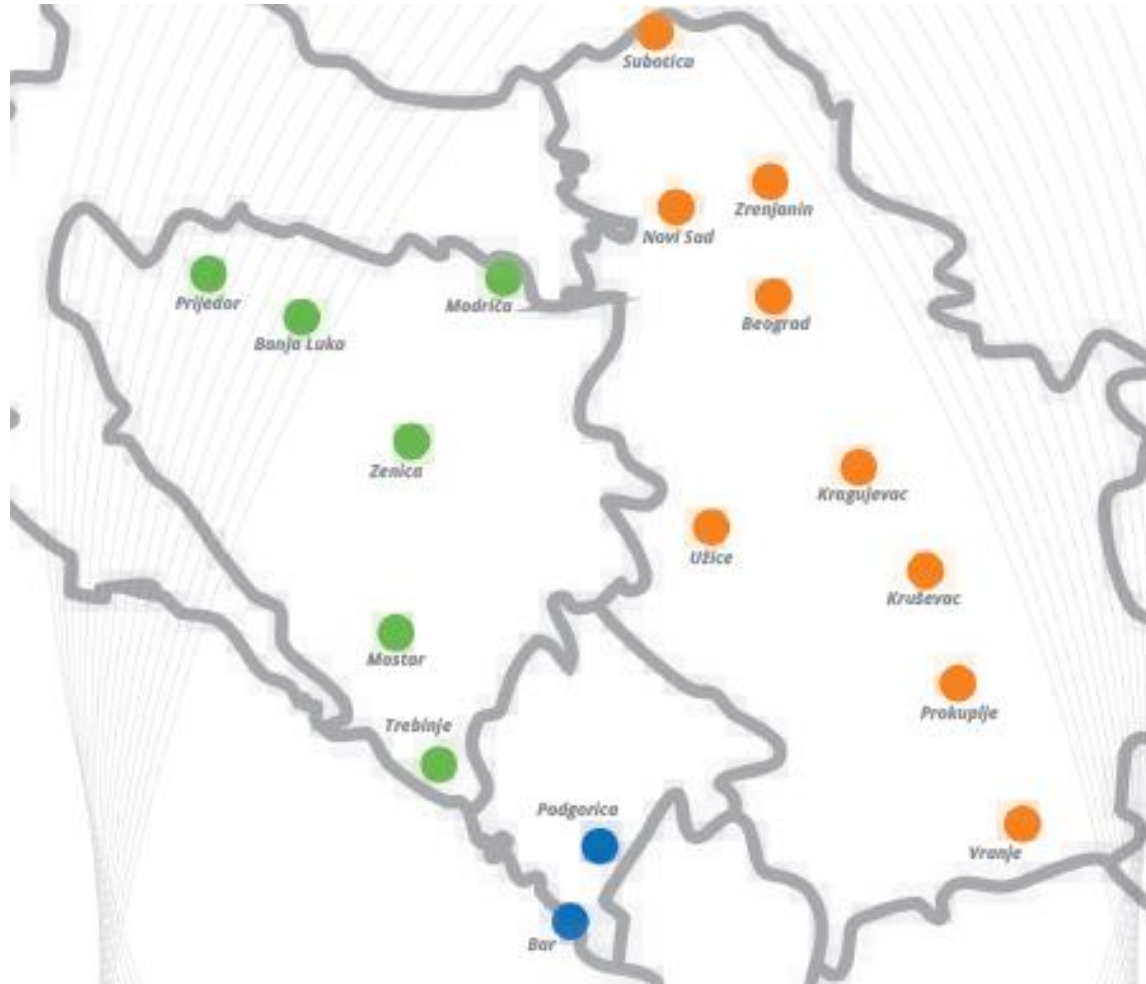 Subotica
Zrenjanin
Novi Sad
Prijedor
Modriča
Beograd
Banja Luka
Zenica
Kragujevac
Užice
Kruševac
Mostar
Prokuplje
Trebinje
Podgorica
Vranje
Bar